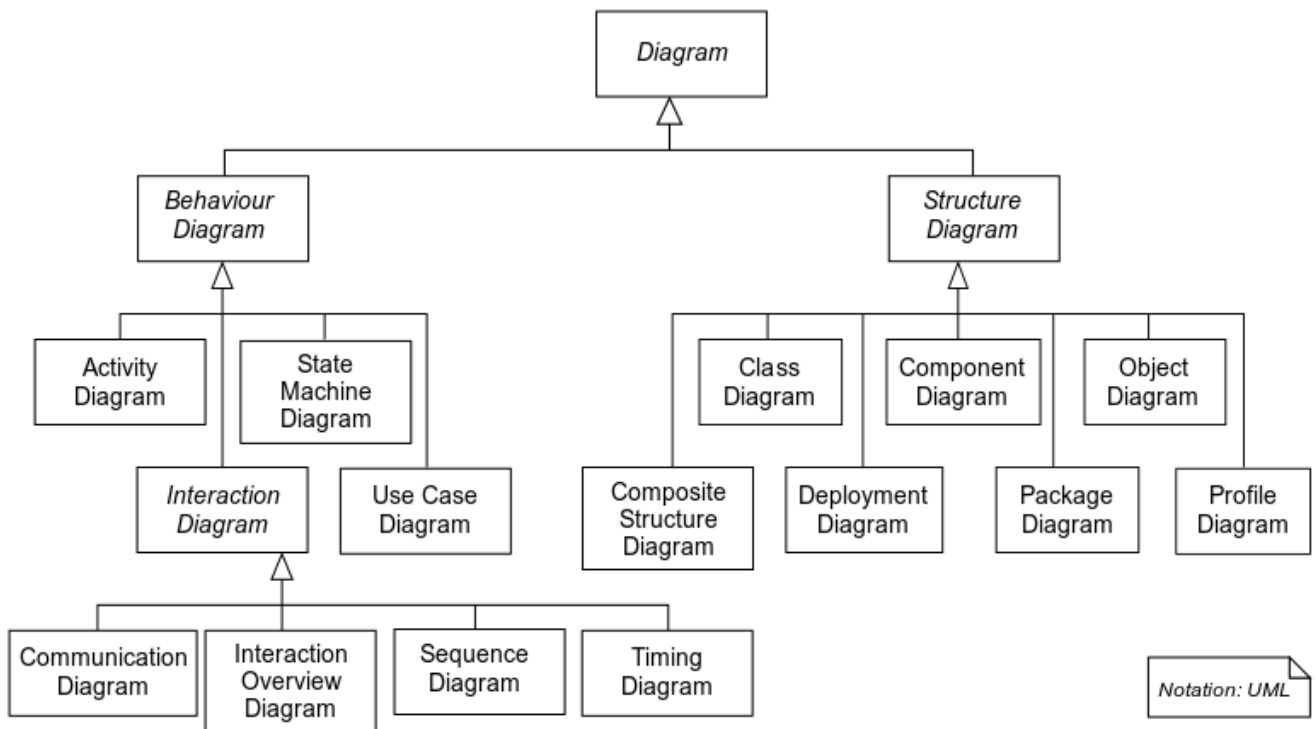 Diagram
Behaviour
Diagram
Structure
Diagram
Activity
Diagram
State
Machine
Diagram
Class
Diagram
Component
Diagram
Object
Diagram
Interaction
Diagram
Use Case
Diagram
Composite
Structure
Diagram
Deployment
Diagram
Package
Diagram
Profile
Diagram
Communication
Diagram
Interaction
Overview
Diagram
Sequence
Diagram
Timing
Diagram
Notation: UML